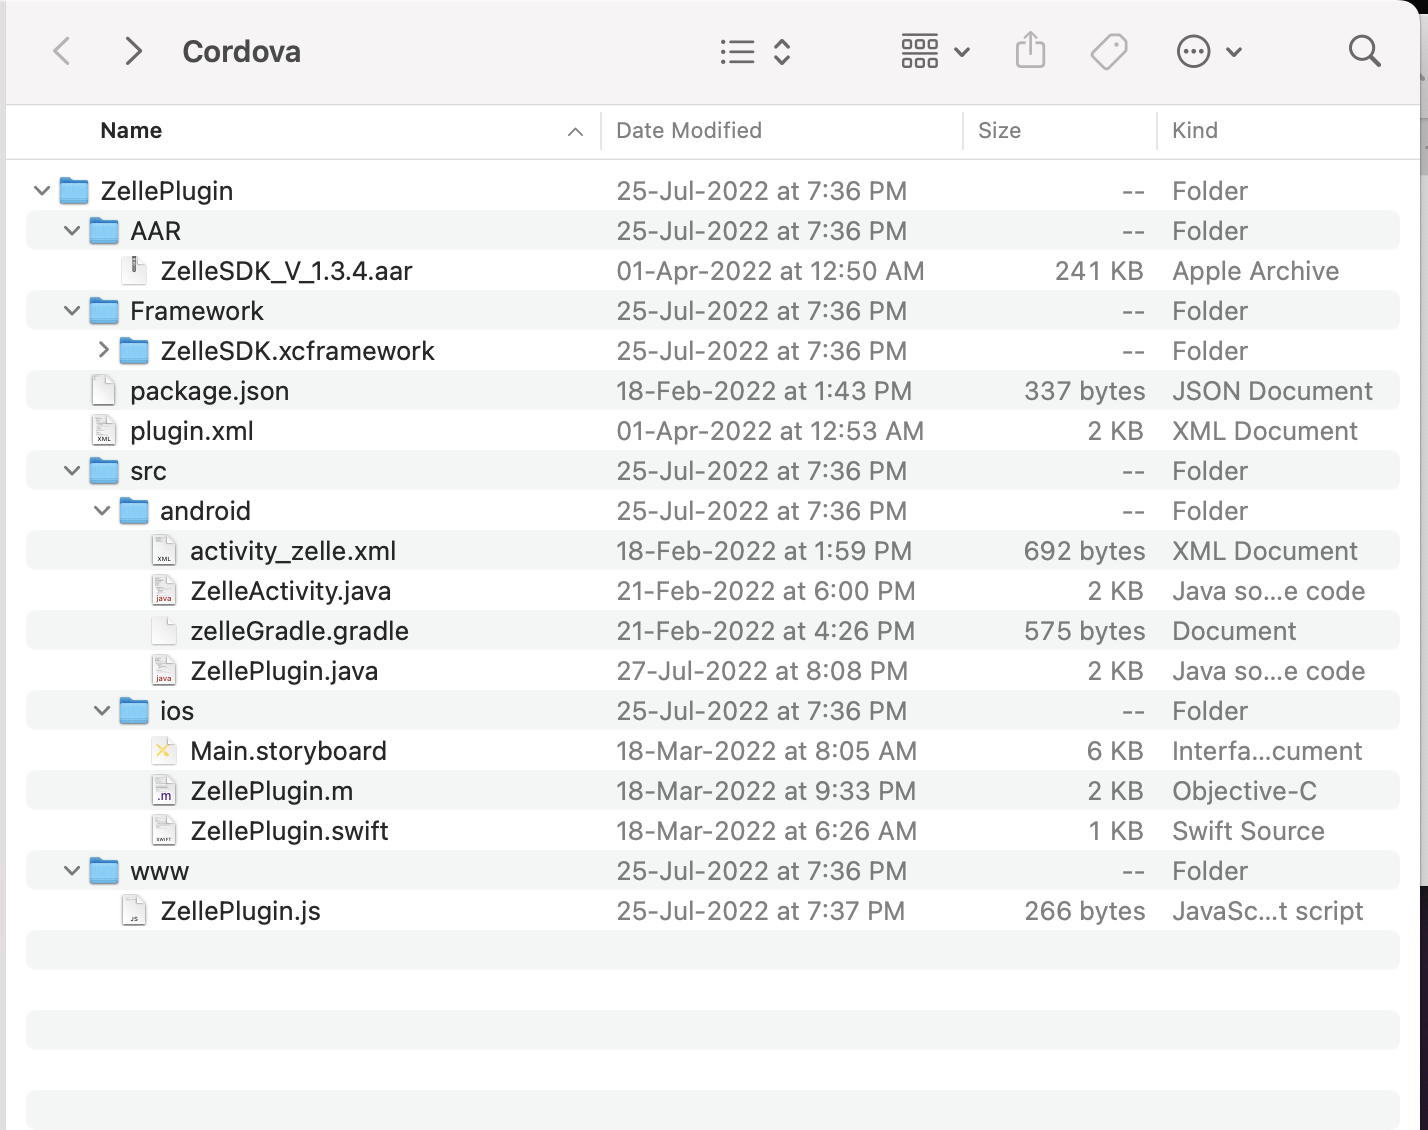 Cordova
Name Date Modified Size Kind
ZellePlugin 25-Jul-2022 at 7:36 PM -- Folder
AAR 25-Jul-2022 at 7:36 PM -- Folder
ZelleSDK_V_1.3.4.aar 01-Apr-2022 at 12:50 AM 241 KB Apple Archive
Framework 25-Jul-2022 at 7:36 PM -- Folder
ZelleSDK.xcframework 25-Jul-2022 at 7:36 PM -- Folder
package.json 18-Feb-2022 at 1:43 PM 337 bytes JSON Document
XML plugin.xml 01-Apr-2022 at 12:53 AM 2 KB XML Document
src 25-Jul-2022 at 7:36 PM -- Folder
android 25-Jul-2022 at 7:36 PM -- Folder
XML activity_zelle.xml 18-Feb-2022 at 1:59 PM 692 bytes XML Document
java ZelleActivity.java 21-Feb-2022 at 6:00 PM 2 KB Java so...e code
zelleGradle.gradle 21-Feb-2022 at 4:26 PM 575 bytes Document
java ZellePlugin.java 27-Jul-2022 at 8:08 PM 2 KB Java so...e code
ios 25-Jul-2022 at 7:36 PM -- Folder
Main.storyboard 18-Mar-2022 at 8:05 AM 6 KB Interfa...cument
.m ZellePlugin.m 18-Mar-2022 at 9:33 PM 2 KB Objective-C
SWIFT ZellePlugin.swift 18-Mar-2022 at 6:26 AM 1 KB Swift Source
www 25-Jul-2022 at 7:36 PM -- Folder
JS ZellePlugin.js 25-Jul-2022 at 7:37 PM 266 bytes JavaSc...t script